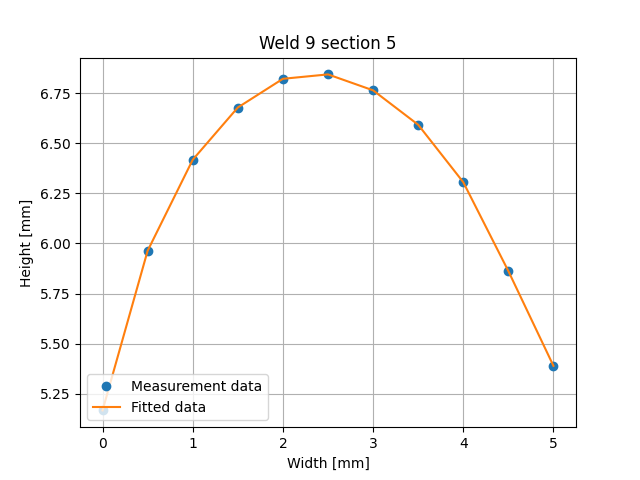 Weld 9 section 5
Height [mm]
6.75
6.50
6.25
6.00
5.75
5.50
5.25
Measurement data
Fitted data
0 1 2 3 4 5
Width [mm]